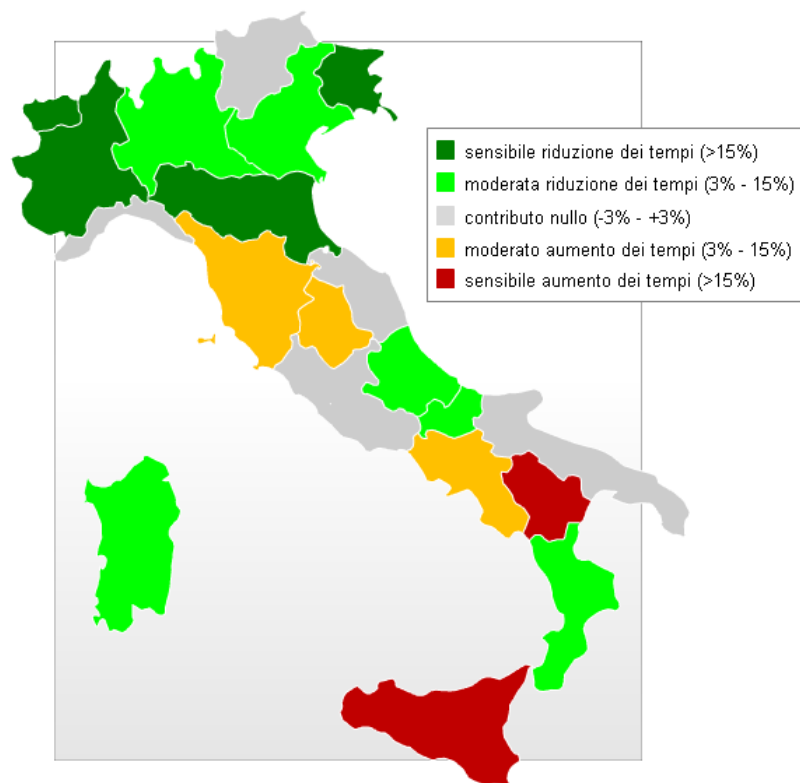 sensibile riduzione dei tempi (>15%)
moderata riduzione dei tempi (3% - 15%)
contributo nullo (-3% - +3%)
moderato aumento dei tempi (3% - 15%)
sensibile aumento dei tempi (>15%)